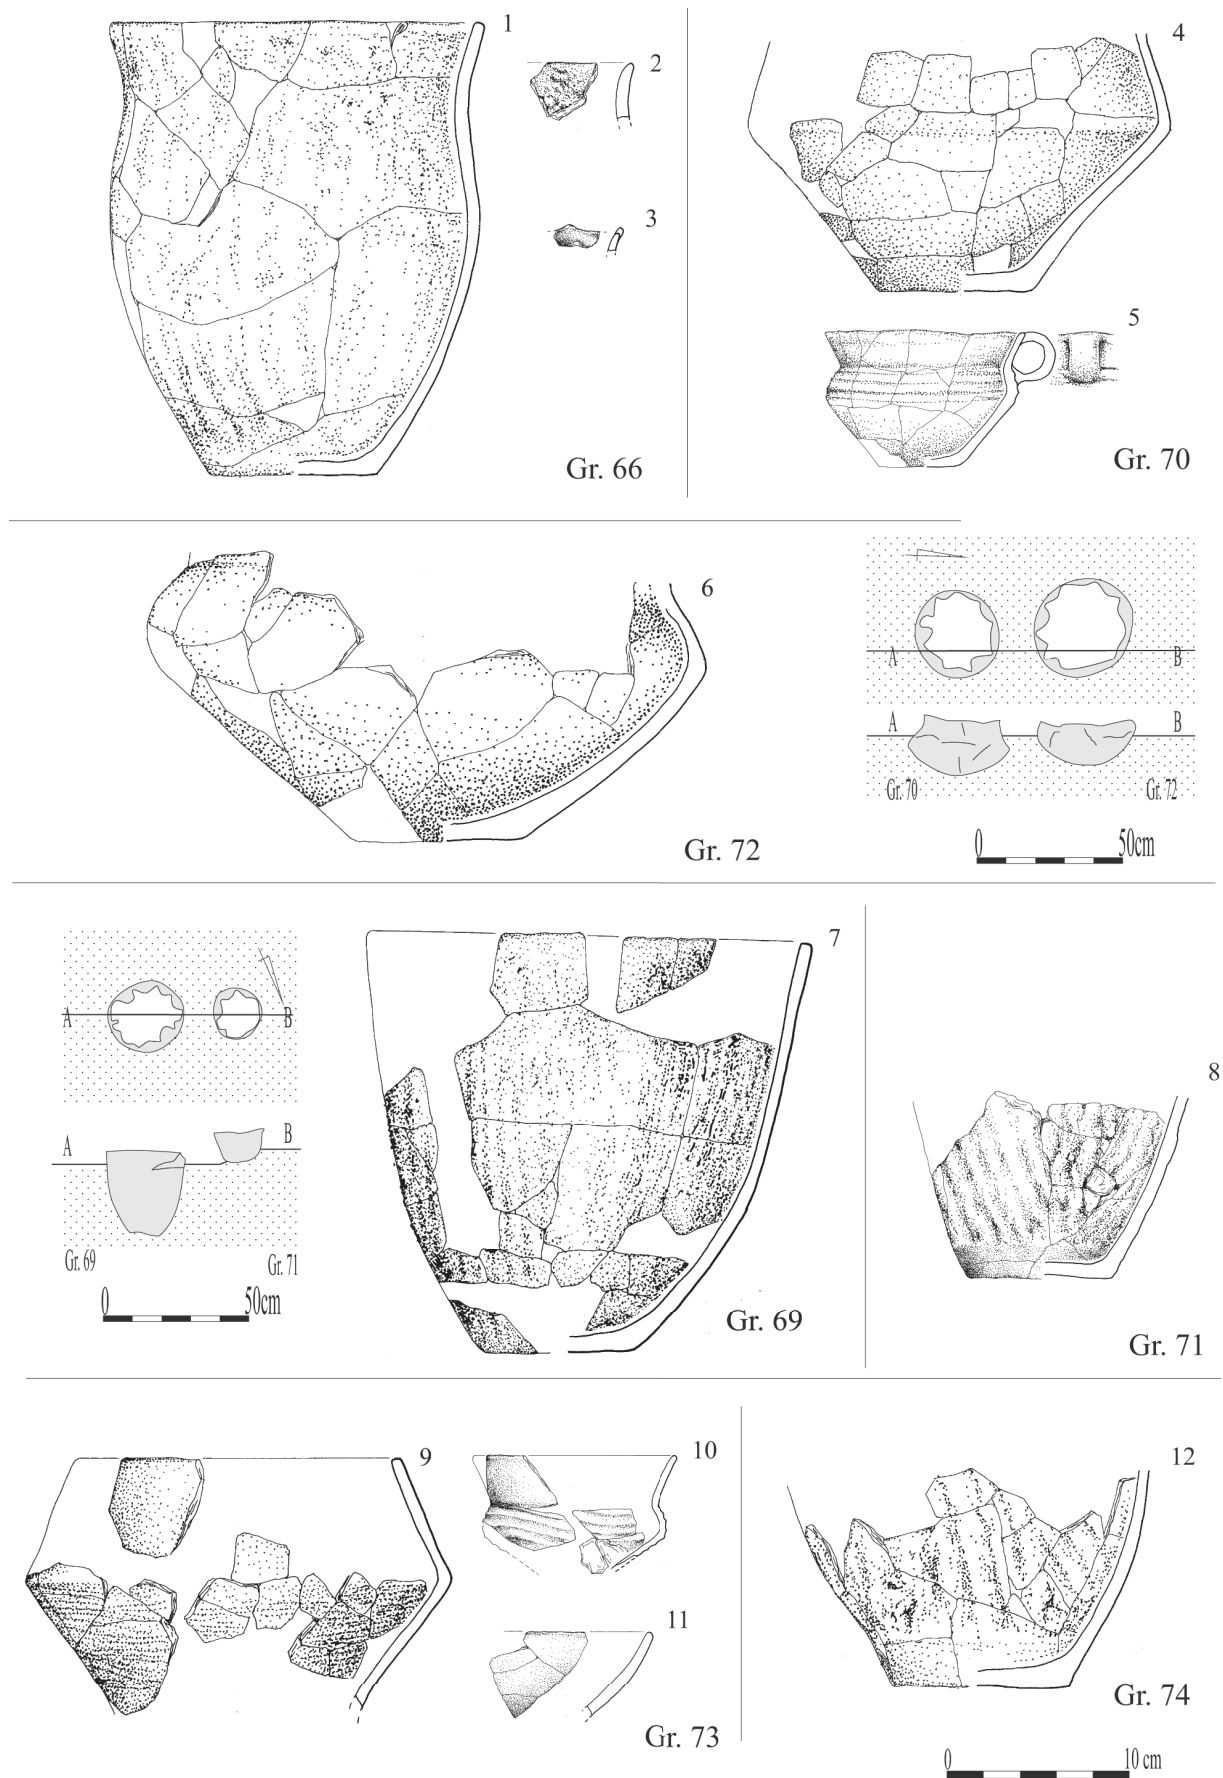 1
2
3
Gr. 66
4
5
Gr. 70
6
Gr. 72
A B
A B
Gr. 70 Gr. 72
0 50cm
A B
A B
Gr. 69 Gr. 71
0 50cm
7
Gr. 69
8
Gr. 71
9
10
11
Gr. 73
12
Gr. 74
0 10 cm